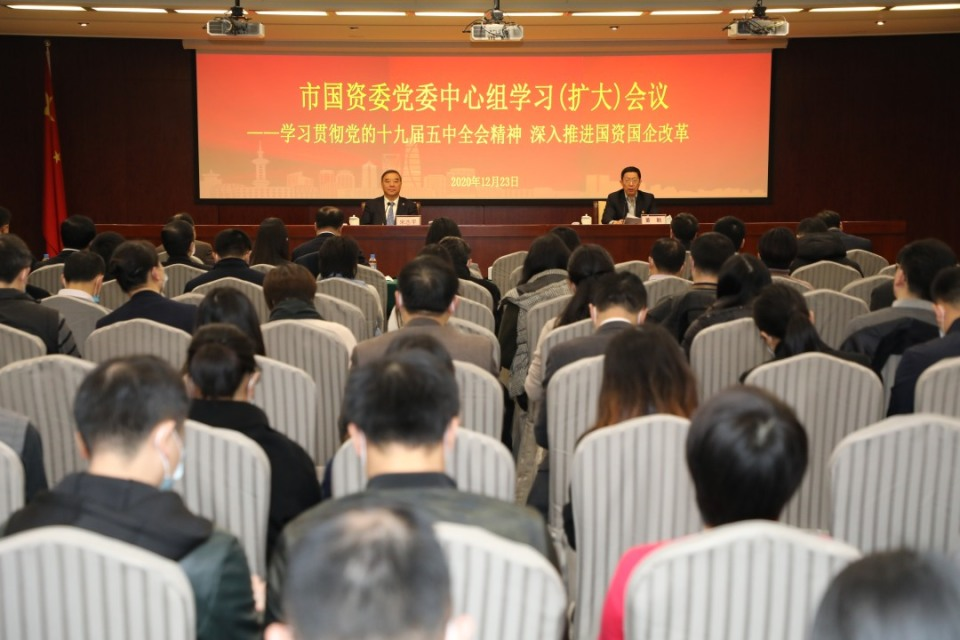 市国资委党委中心组学习(扩大)会议
——学习贯彻党的十九届五中全会精神 深入推进国资国企改革
2020年12月23日